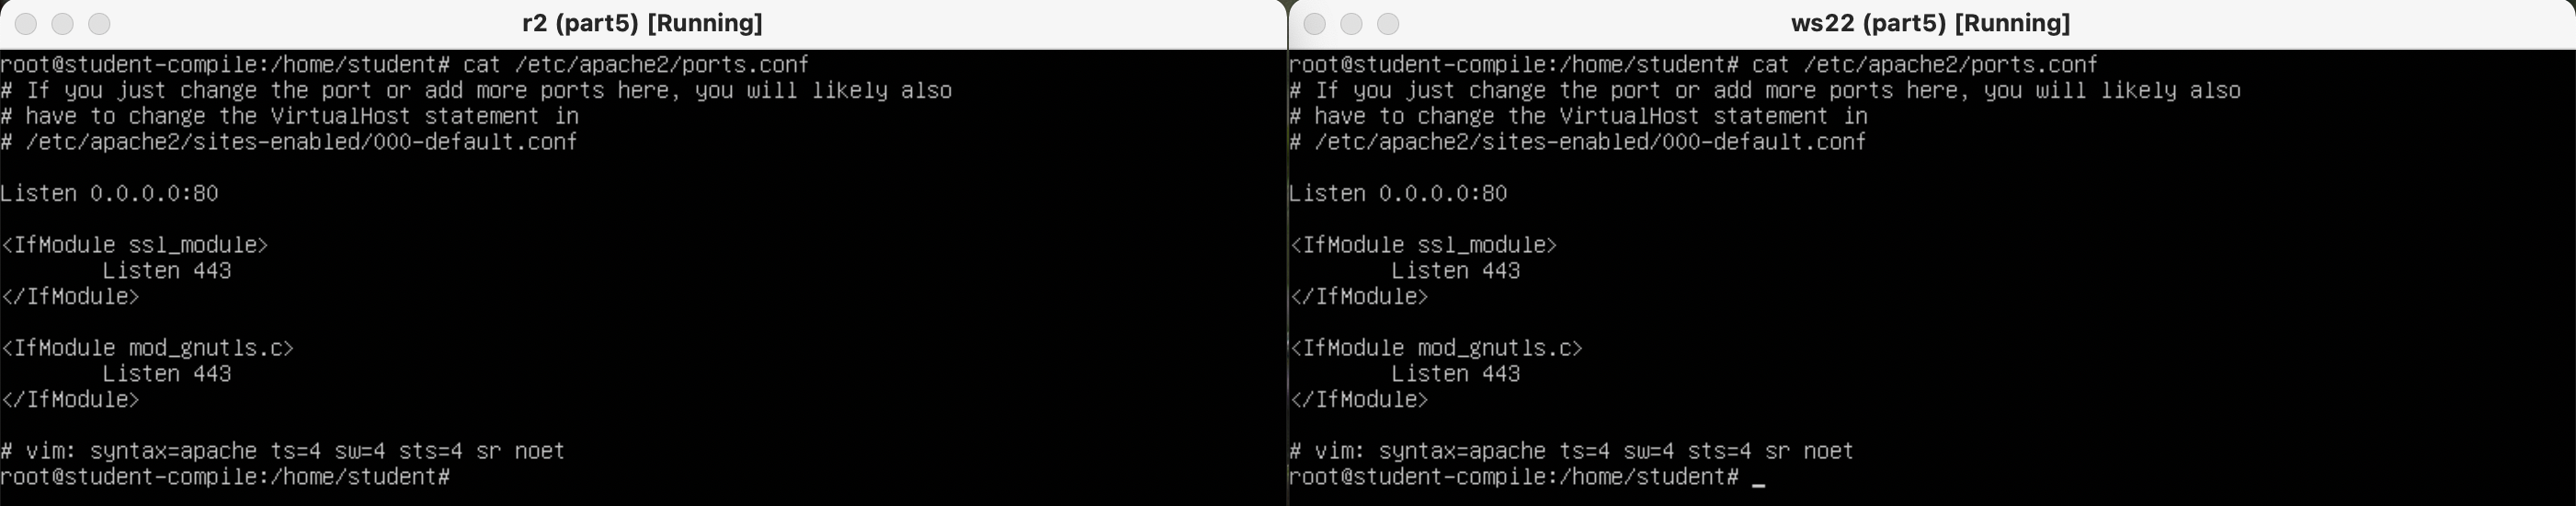 r2 (part5) [Running]
root@student-compile:/home/student# cat /etc/apache2/ports.conf
# If you just change the port or add more ports here, you will likely also
# have to change the VirtualHost statement in
# /etc/apache2/sites-enabled/000-default.conf
Listen 0.0.0.0:80
<IfModule ssl_module>
Listen 443
</IfModule>
<IfModule mod_gnutls.c>
Listen 443
</IfModule>
# vim: syntax=apache ts=4 sw=4 sts=4 sr noet
root@student-compile:/home/student#
ws22 (part5) [Running]
root@student-compile:/home/student# cat /etc/apache2/ports.conf
# If you just change the port or add more ports here, you will likely also
# have to change the VirtualHost statement in
# /etc/apache2/sites-enabled/000-default.conf
Listen 0.0.0.0:80
<IfModule ssl_module>
Listen 443
</IfModule>
<IfModule mod_gnutls.c>
Listen 443
</IfModule>
# vim: syntax=apache ts=4 sw=4 sts=4 sr noet
root@student-compile:/home/student# _